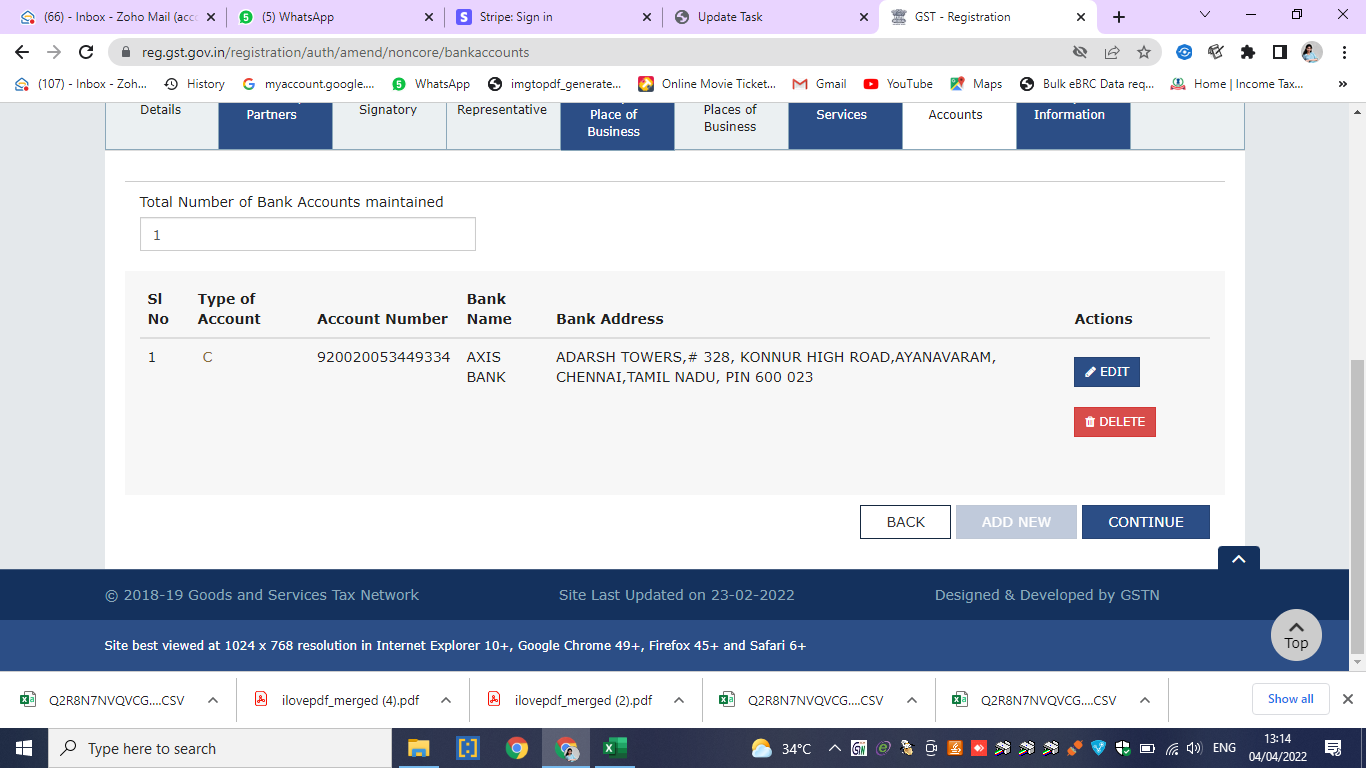 (66) - Inbox - Zoho Mail (acc
(5) WhatsApp
Stripe: Sign in
Update Task
GST - Registration
reg.gst.gov.in/registration/auth/amend/noncore/bankaccounts
(107) - Inbox - Zoh...
History
myaccount.google....
WhatsApp
imgtopdf_generate...
Online Movie Ticket...
Gmail
YouTube
Maps
Bulk eBRC Data req...
Home | Income Tax...
Details
Partners
Signatory
Representative
Place of
Business
Places of
Business
Services
Accounts
Information
Total Number of Bank Accounts maintained
1
Sl
No
Type of
Account
Account Number
Bank
Name
Bank Address
Actions
1
C
920020053449334
AXIS
BANK
ADARSH TOWERS,# 328, KONNUR HIGH ROAD,AYANAVARAM,
CHENNAI,TAMIL NADU, PIN 600 023
EDIT
DELETE
BACK
ADD NEW
CONTINUE
© 2018-19 Goods and Services Tax Network
Site Last Updated on 23-02-2022
Designed & Developed by GSTN
Site best viewed at 1024 x 768 resolution in Internet Explorer 10+, Google Chrome 49+, Firefox 45+ and Safari 6+
Top
Q2R8N7NVQVCG....CSV
ilovepdf_merged (4).pdf
ilovepdf_merged (2).pdf
Q2R8N7NVQVCG....CSV
Q2R8N7NVQVCG....CSV
Show all
Type here to search
34°C
ENG
13:14
04/04/2022